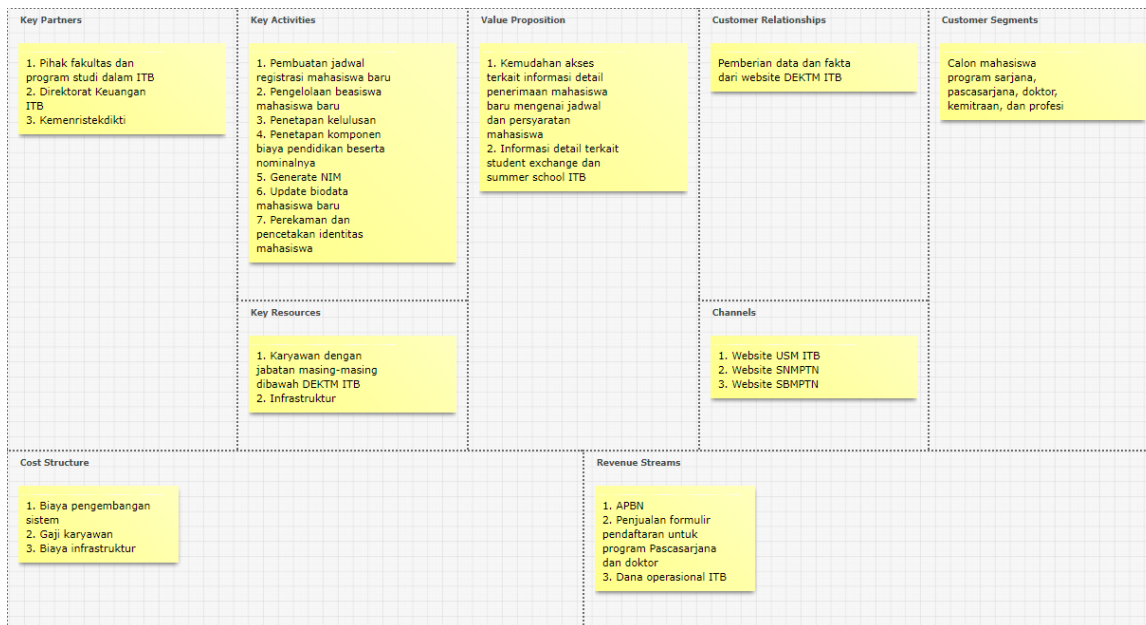 Key Partners
1. Pihak fakultas dan
program studi dalam ITB
2. Direktorat Keuangan
ITB
3. Kemenristekdikti
Key Activities
1. Pembuatan jadwal
registrasi mahasiswa baru
2. Pengelolaan beasiswa
mahasiswa baru
3. Penetapan kelulusan
4. Penetapan komponen
biaya pendidikan beserta
nominalnya
5. Generate NIM
6. Update biodata
mahasiswa baru
7. Perekaman dan
pencetakan identitas
mahasiswa
Key Resources
1. Karyawan dengan
jabatan masing-masing
dibawah DEKTM ITB
2. Infrastruktur
Value Proposition
1. Kemudahan akses
terkait informasi detail
penerimaan mahasiswa
baru mengenai jadwal
dan persyaratan
mahasiswa
2. Informasi detail terkait
student exchange dan
summer school ITB
Customer Relationships
Pemberian data dan fakta
dari website DEKTM ITB
Channels
1. Website USM ITB
2. Website SNMPTN
3. Website SBMPTN
Customer Segments
Calon mahasiswa
program sarjana,
pascasarjana, doktor,
kemitraan, dan profesi
Cost Structure
1. Biaya pengembangan
sistem
2. Gaji karyawan
3. Biaya infrastruktur
Revenue Streams
1. APBN
2. Penjualan formulir
pendaftaran untuk
program Pascasarjana
dan doktor
3. Dana operasional ITB